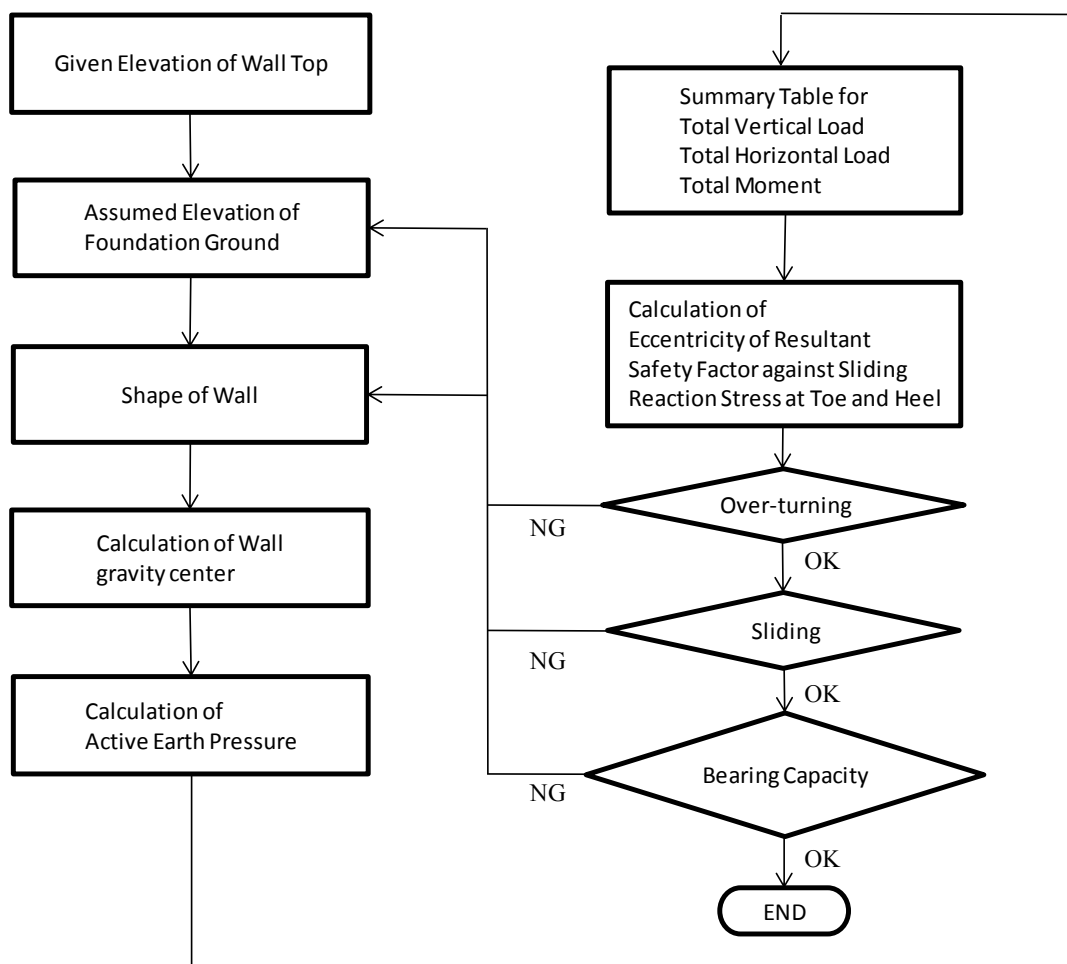 Given Elevation of Wall Top
Assumed Elevation of
Foundation Ground
Shape of Wall
Calculation of Wall
gravity center
Calculation of
Active Earth Pressure
Summary Table for
Total Vertical Load
Total Horizontal Load
Total Moment
Calculation of
Eccentricity of Resultant
Safety Factor against Sliding
Reaction Stress at Toe and Heel
Over-turning
NG
OK
Sliding
NG
OK
Bearing Capacity
NG
OK
END